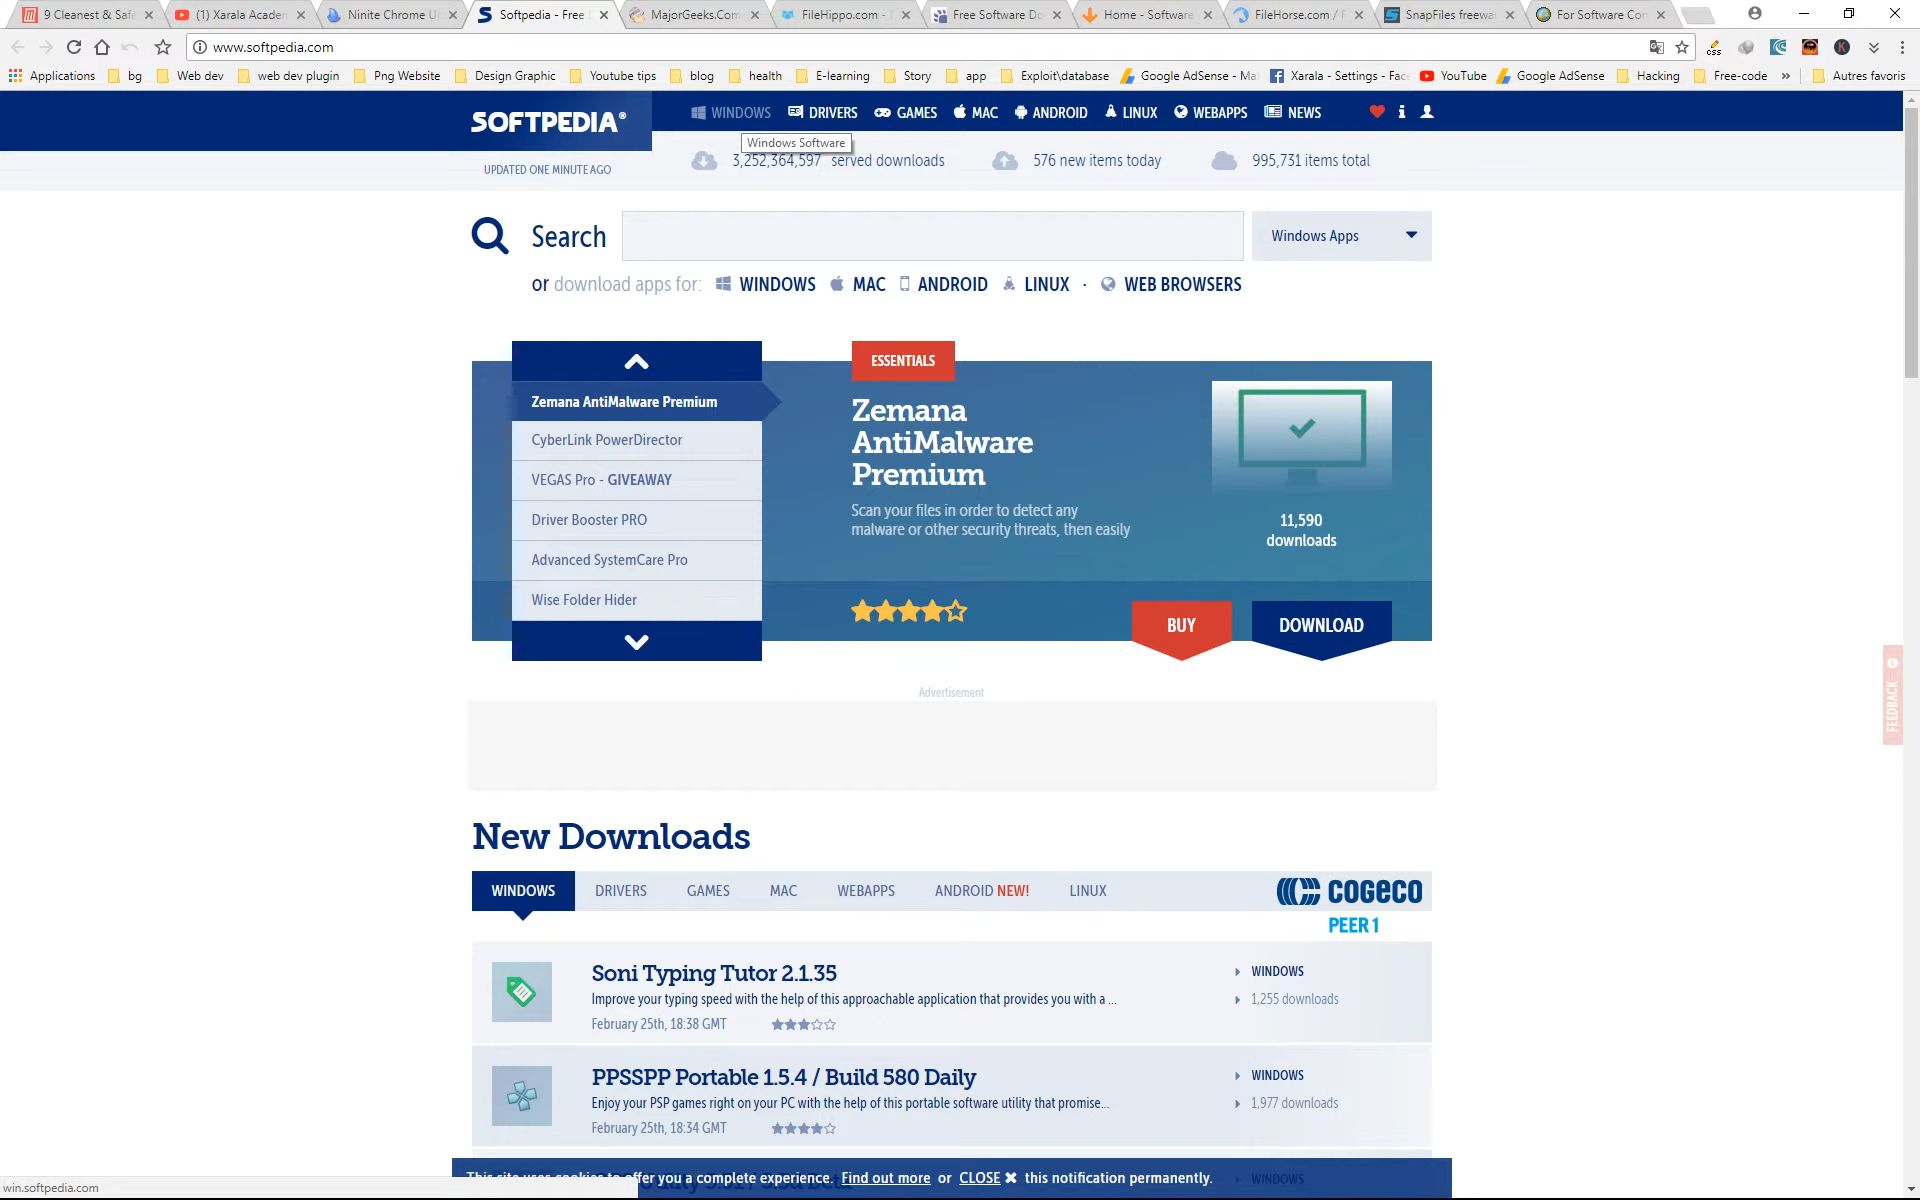 9 Cleanest & Safe
(1) Xarala Academ
Ninite Chrome Un
Softpedia - Free
MajorGeeks.Com
FileHippo.com -
Free Software Do
Home - Software
FileHorse.com / F
SnapFiles freewar
For Software Com
www.softpedia.com
Applications
bg
Web dev
web dev plugin
Png Website
Design Graphic
Youtube tips
blog
health
E-learning
Story
app
Exploit\database
Google AdSense - Mai
Xarala - Settings - Face
YouTube
Google AdSense
Hacking
Free-code
»
Autres favoris
SOFTPEDIA®
WINDOWS
DRIVERS
GAMES
MAC
ANDROID
LINUX
WEBAPPS
NEWS
Windows Software
UPDATED ONE MINUTE AGO
3,252,364,597 served downloads
576 new items today
995,731 items total
Search
Windows Apps
or download apps for: WINDOWS MAC ANDROID LINUX · WEB BROWSERS
Zemana AntiMalware Premium
CyberLink PowerDirector
VEGAS Pro - GIVEAWAY
Driver Booster PRO
Advanced SystemCare Pro
Wise Folder Hider
ESSENTIALS
Zemana
AntiMalware
Premium
Scan your files in order to detect any
malware or other security threats, then easily
11,590
downloads
BUY
DOWNLOAD
Advertisement
FEEDBACK
New Downloads
WINDOWS
DRIVERS
GAMES
MAC
WEBAPPS
ANDROID NEW!
LINUX
COGECO
PEER 1
Soni Typing Tutor 2.1.35
Improve your typing speed with the help of this approachable application that provides you with a ...
February 25th, 18:38 GMT
WINDOWS
1,255 downloads
PPSSPP Portable 1.5.4 / Build 580 Daily
Enjoy your PSP games right on your PC with the help of this portable software utility that promise...
February 25th, 18:34 GMT
WINDOWS
1,977 downloads
This site uses cookies to offer you a complete experience. Find out more or CLOSE ✖ this notification permanently.
WINDOWS
win.softpedia.com